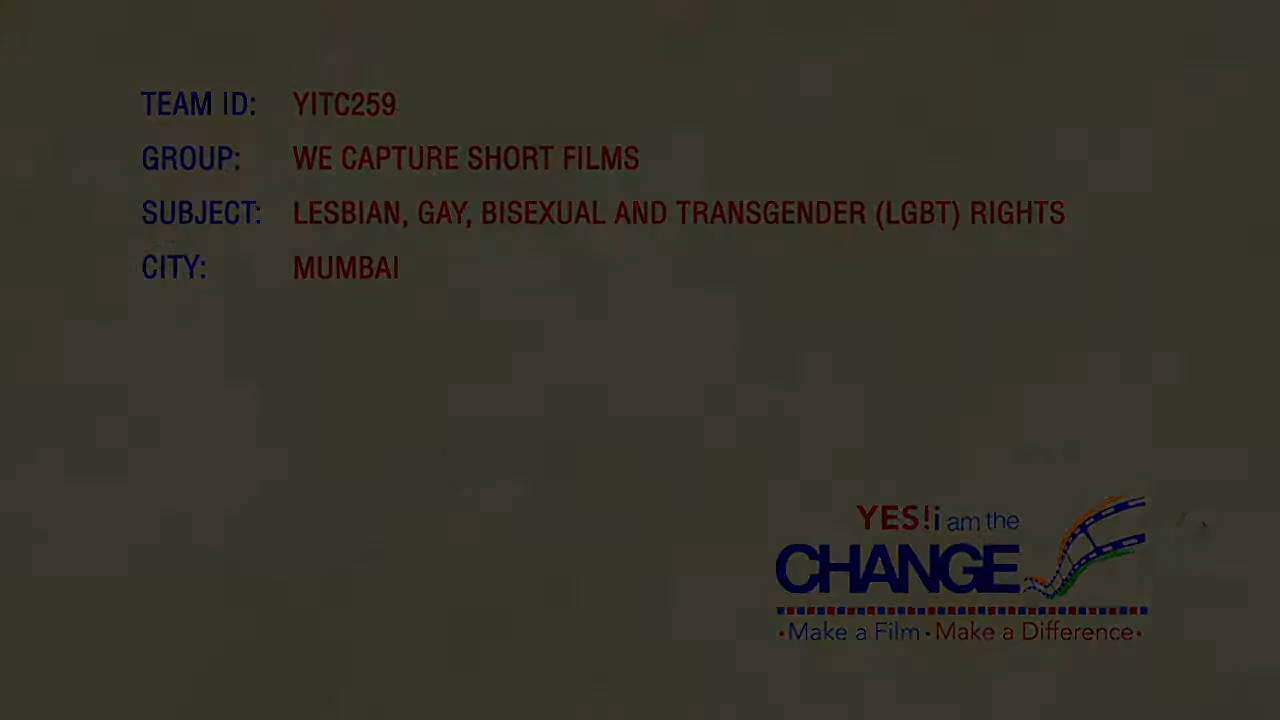 TEAM ID: YITC259
GROUP: WE CAPTURE SHORT FILMS
SUBJECT: LESBIAN, GAY, BISEXUAL AND TRANSGENDER (LGBT) RIGHTS
CITY: MUMBAI
YES!i am the
CHANGE
•Make a Film•Make a Difference•